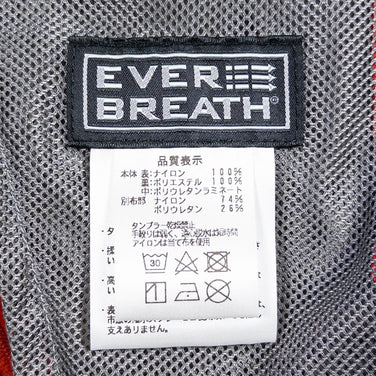 EVER
BREATH®
品質表示
本体 表:ナイロン 100%
裏:ポリエステル 100%
中:ポリウレタンラミネート
別布部 ナイロン 74%
ポリウレタン 26%
タンブラー乾燥禁止
アイロンは当て布を使用
30
支えありません。